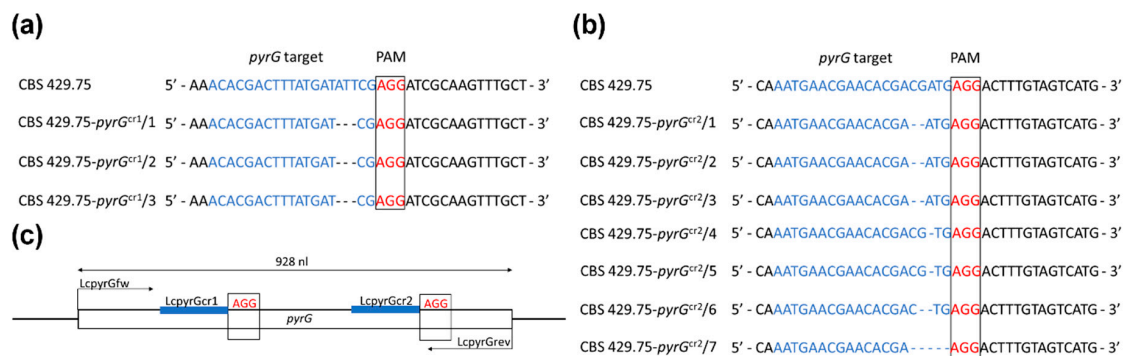 (a)
pyrG target PAM
CBS 429.75 5’ - AAACACGACTTTATGATATTCGAGGATCGCAAGTTTGCT - 3’
CBS 429.75-pyrGcr1/1 5’ - AAACACGACTTTATGAT---CGAGGATCGCAAGTTTGCT - 3’
CBS 429.75-pyrGcr1/2 5’ - AAACACGACTTTATGAT---CGAGGATCGCAAGTTTGCT - 3’
CBS 429.75-pyrGcr1/3 5’ - AAACACGACTTTATGAT---CGAGGATCGCAAGTTTGCT - 3’
(b)
pyrG target PAM
CBS 429.75 5’ - CAAATGAACGAACACGACGATGAGGACTTTGTAGTCATG - 3’
CBS 429.75-pyrGcr2/1 5’ - CAAATGAACGAACACGA--ATGAGGACTTTGTAGTCATG - 3’
CBS 429.75-pyrGcr2/2 5’ - CAAATGAACGAACACGA--ATGAGGACTTTGTAGTCATG - 3’
CBS 429.75-pyrGcr2/3 5’ - CAAATGAACGAACACGA--ATGAGGACTTTGTAGTCATG - 3’
CBS 429.75-pyrGcr2/4 5’ - CAAATGAACGAACACGACG-TGAGGACTTTGTAGTCATG - 3’
CBS 429.75-pyrGcr2/5 5’ - CAAATGAACGAACACGACG-TGAGGACTTTGTAGTCATG - 3’
CBS 429.75-pyrGcr2/6 5’ - CAAATGAACGAACACGAC--TGAGGACTTTGTAGTCATG - 3’
CBS 429.75-pyrGcr2/7 5’ - CAAATGAACGAACACGA-----AGGACTTTGTAGTCATG - 3’
(c)
928 nl
LcpyrGfw
LcpyrGcr1 AGG LcpyrGcr2 AGG
pyrG
LcpyrGrev